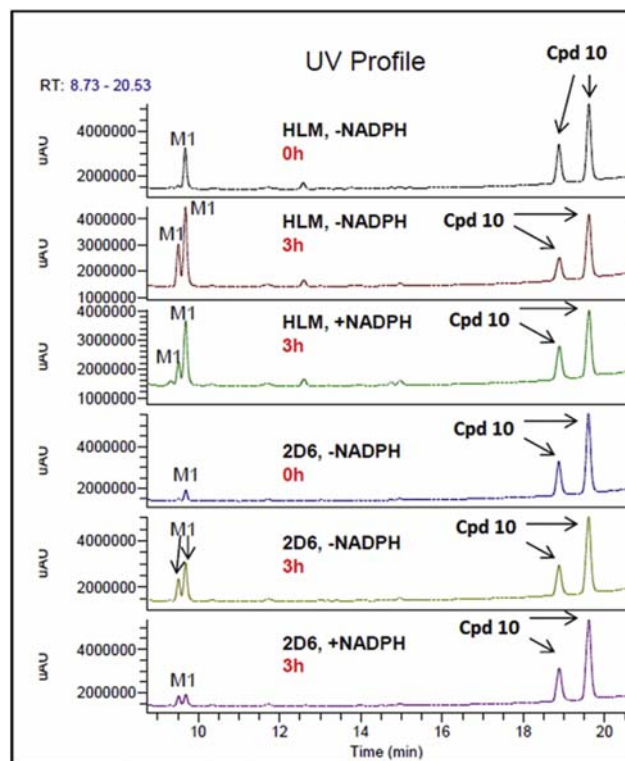 UV Profile
Cpd 10
RT: 8.73 - 20.53
uAU
4000000
2000000
M1
HLM, -NADPH
0h
uAU
4000000
3000000
2000000
1000000
M1
M1
HLM, -NADPH
3h
Cpd 10
uAU
4000000
3000000
2000000
1000000
M1
M1
HLM, +NADPH
3h
Cpd 10
uAU
4000000
2000000
M1
2D6, -NADPH
0h
Cpd 10
uAU
4000000
2000000
M1
2D6, -NADPH
3h
Cpd 10
uAU
4000000
2000000
M1
2D6, +NADPH
3h
Cpd 10
10 12 14 16 18 20
Time (min)